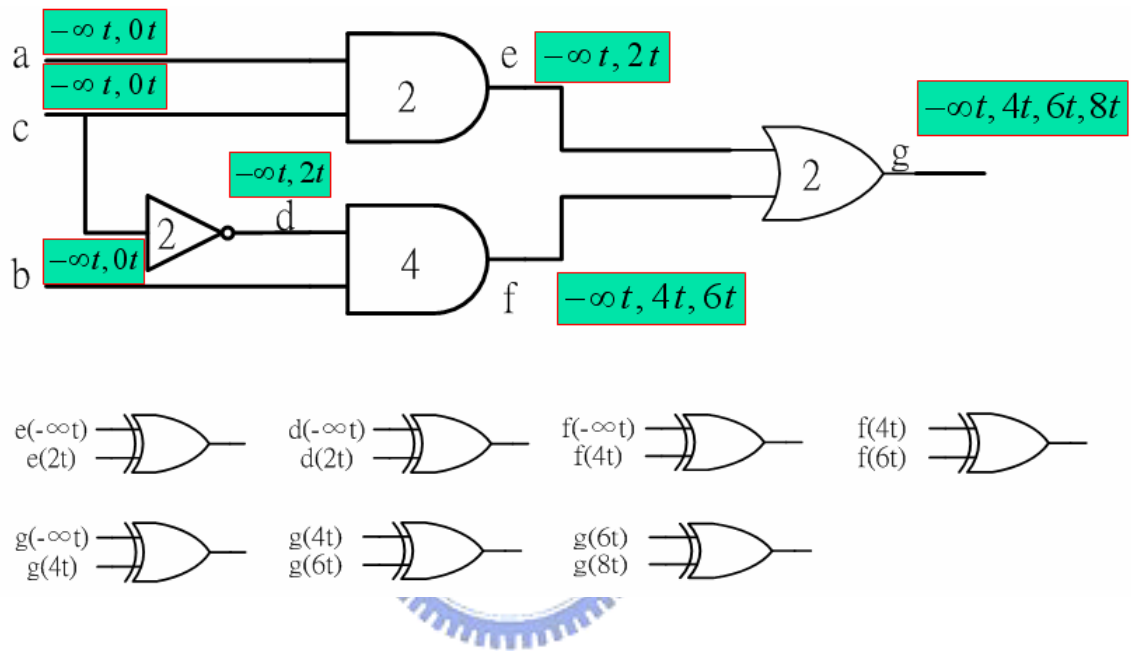 −∞ t, 0t
a
−∞ t, 0t
c
2
e
−∞ t, 2t
−∞t, 4t, 6t, 8t
g
2
−∞t, 2t
d
2
−∞t, 0t
b
4
f
−∞ t, 4t, 6t
e(-∞t)
e(2t)
d(-∞t)
d(2t)
f(-∞t)
f(4t)
f(4t)
f(6t)
g(-∞t)
g(4t)
g(4t)
g(6t)
g(6t)
g(8t)